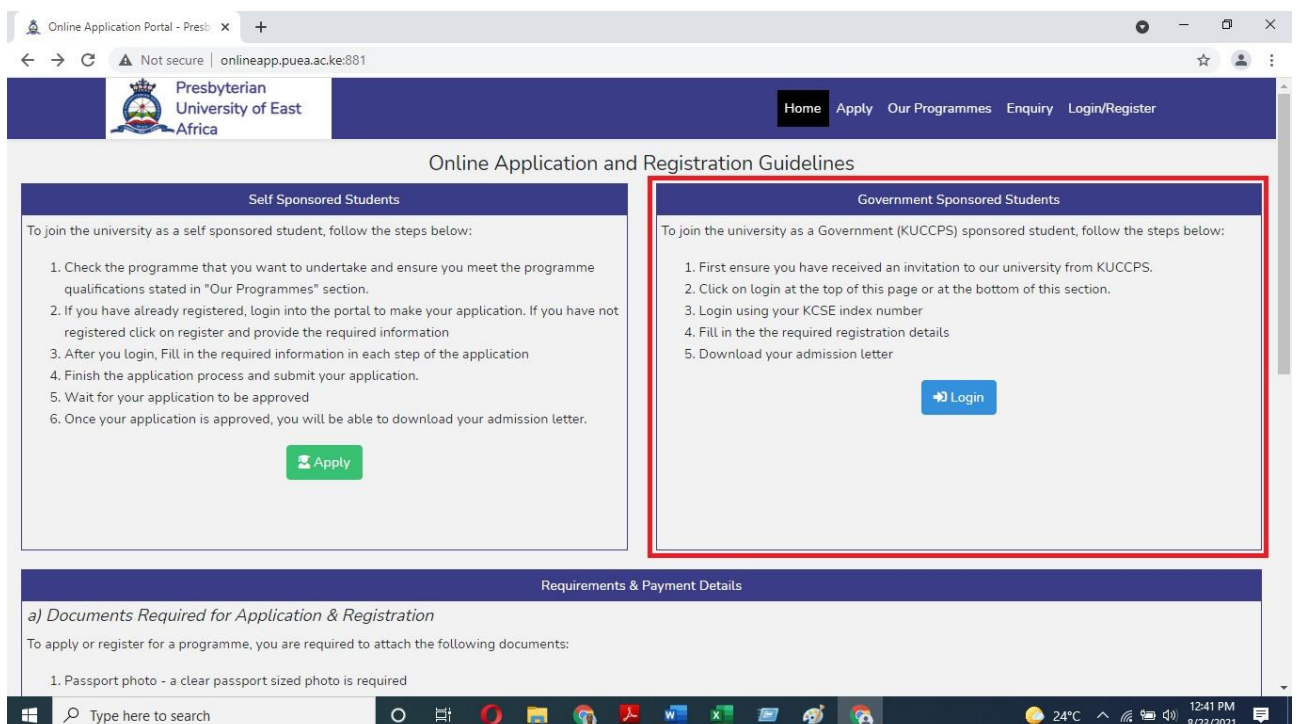 Online Application Portal - Presb
Not secure | onlineapp.puea.ac.ke:881
Presbyterian
University of East
Africa
Home Apply Our Programmes Enquiry Login/Register
Online Application and Registration Guidelines
Self Sponsored Students
To join the university as a self sponsored student, follow the steps below:
1. Check the programme that you want to undertake and ensure you meet the programme
qualifications stated in "Our Programmes" section.
2. If you have already registered, login into the portal to make your application. If you have not
registered click on register and provide the required information
3. After you login, Fill in the required information in each step of the application
4. Finish the application process and submit your application.
5. Wait for your application to be approved
6. Once your application is approved, you will be able to download your admission letter.
Apply
Government Sponsored Students
To join the university as a Government (KUCCPS) sponsored student, follow the steps below:
1. First ensure you have received an invitation to our university from KUCCPS.
2. Click on login at the top of this page or at the bottom of this section.
3. Login using your KCSE index number
4. Fill in the the required registration details
5. Download your admission letter
Login
Requirements & Payment Details
a) Documents Required for Application & Registration
To apply or register for a programme, you are required to attach the following documents:
1. Passport photo - a clear passport sized photo is required
Type here to search
24°C
12:41 PM
8/23/2021